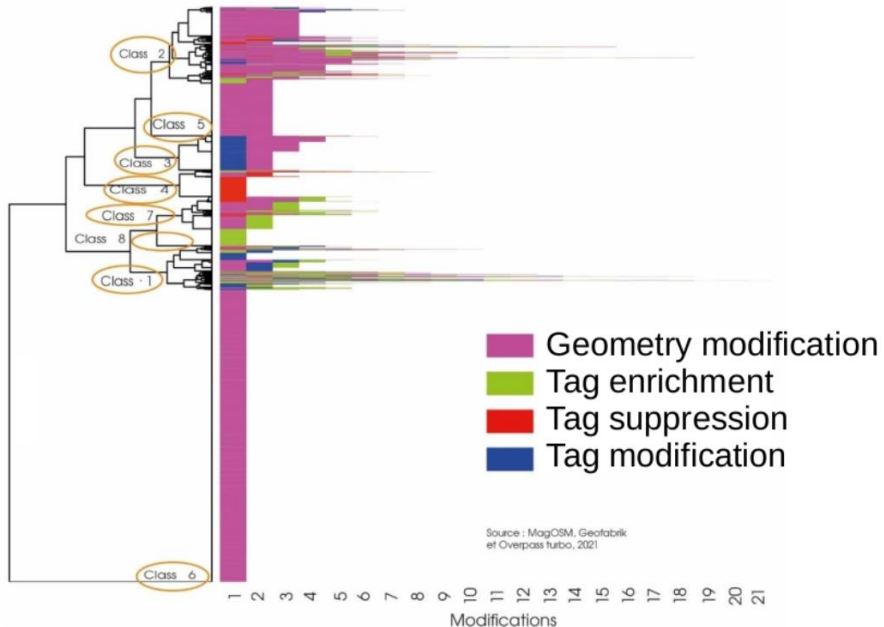 Class 2
Class 5
Class 3
Class 4
Class 7
Class 8
Class · 1
Geometry modification
Tag enrichment
Tag suppression
Tag modification
Source : MagOSM, Geofabrik
et Overpass turbo, 2021
Class 6
1 2 3 4 5 6 7 8 9 10 11 12 13 14 15 16 17 18 19 20 21
Modifications